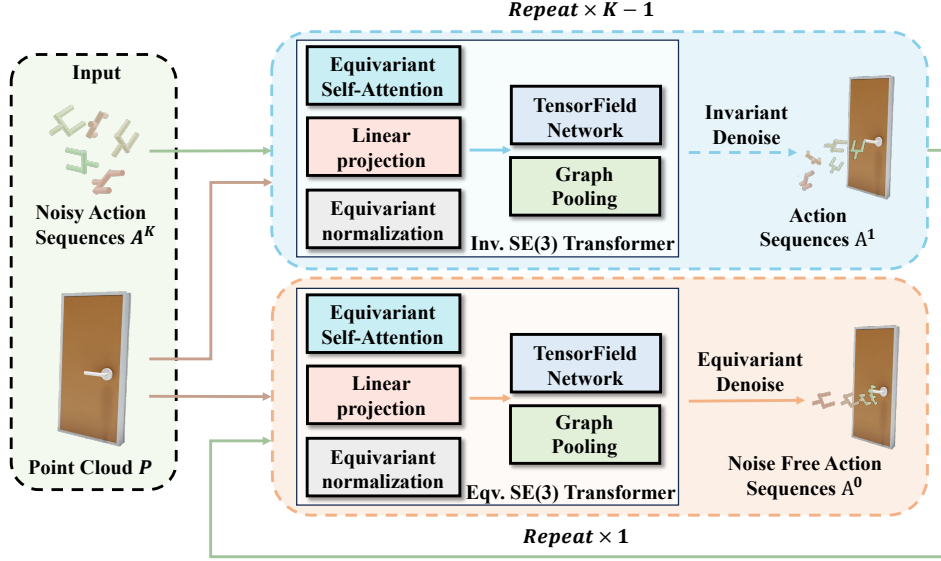 Repeat × K − 1
Input
Noisy Action
Sequences A^K
Point Cloud P
Equivariant
Self-Attention
Linear
projection
Equivariant
normalization
TensorField
Network
Graph
Pooling
Inv. SE(3) Transformer
Invariant
Denoise
Action
Sequences A^1
Equivariant
Self-Attention
Linear
projection
Equivariant
normalization
TensorField
Network
Graph
Pooling
Eqv. SE(3) Transformer
Equivariant
Denoise
Noise Free Action
Sequences A^0
Repeat × 1